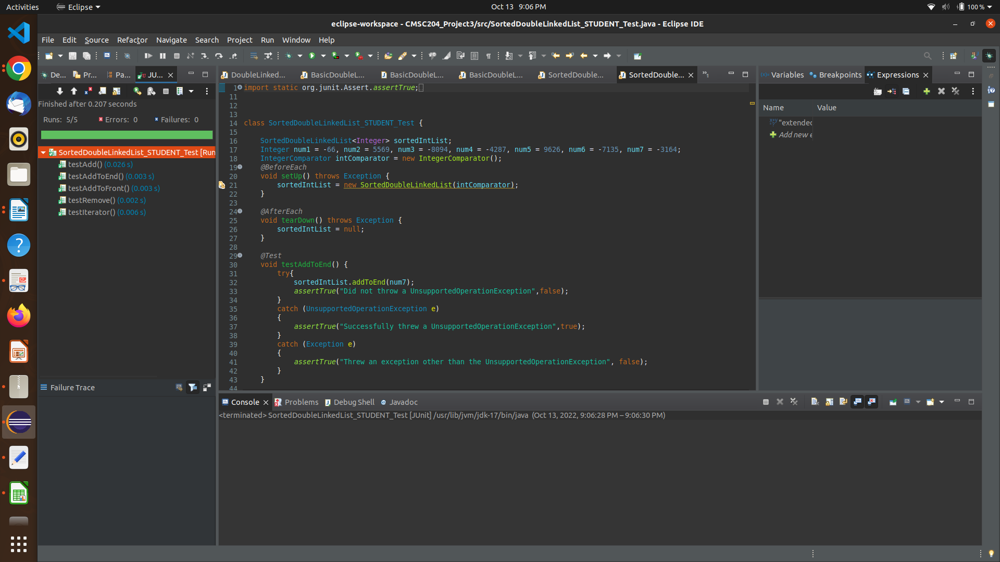 Activities Eclipse Oct 13 9:06 PM 100 %
eclipse-workspace - CMSC204_Project3/src/SortedDoubleLinkedList_STUDENT_Test.java - Eclipse IDE
File Edit Source Refactor Navigate Search Project Run Window Help
De... Pr... Pa... JU...
Finished after 0.207 seconds
Runs: 5/5 Errors: 0 Failures: 0
SortedDoubleLinkedList_STUDENT_Test [Run
testAdd() (0.026 s)
testAddToEnd() (0.003 s)
testAddToFront() (0.003 s)
testRemove() (0.002 s)
testIterator() (0.006 s)
Failure Trace
DoubleLinked... BasicDoubleL... BasicDoubleL... BasicDoubleL... SortedDouble... SortedDouble... »1
1 import static org.junit.Assert.assertTrue;
11
12
13
14 class SortedDoubleLinkedList_STUDENT_Test {
15
16 SortedDoubleLinkedList<Integer> sortedIntList;
17 Integer num1 = -66, num2 = 5569, num3 = -8094, num4 = -4287, num5 = 9626, num6 = -7135, num7 = -3164;
18 IntegerComparator intComparator = new IntegerComparator();
19 @BeforeEach
20 void setUp() throws Exception {
21 sortedIntList = new SortedDoubleLinkedList(intComparator);
22 }
23
24 @AfterEach
25 void tearDown() throws Exception {
26 sortedIntList = null;
27 }
28
29 @Test
30 void testAddToEnd() {
31 try{
32 sortedIntList.addToEnd(num7);
33 assertTrue("Did not throw a UnsupportedOperationException",false);
34 }
35 catch (UnsupportedOperationException e)
36 {
37 assertTrue("Successfully threw a UnsupportedOperationException",true);
38 }
39 catch (Exception e)
40 {
41 assertTrue("Threw an exception other than the UnsupportedOperationException", false);
42 }
43 }
44
Variables Breakpoints Expressions
Name Value
"extended
Add new e
Console Problems Debug Shell Javadoc
<terminated> SortedDoubleLinkedList_STUDENT_Test [JUnit] /usr/lib/jvm/jdk-17/bin/java (Oct 13, 2022, 9:06:28 PM – 9:06:30 PM)